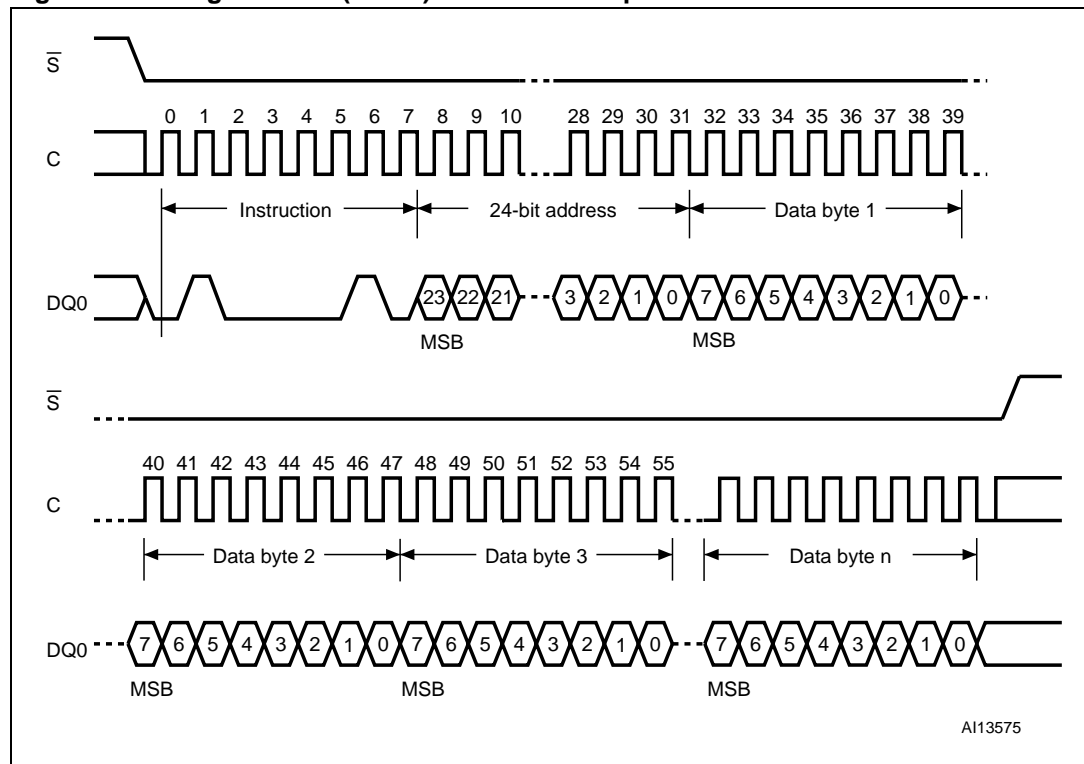 S
0 1 2 3 4 5 6 7 8 9 10 28 29 30 31 32 33 34 35 36 37 38 39
C
Instruction 24-bit address Data byte 1
DQ0 23 22 21 3 2 1 0 7 6 5 4 3 2 1 0
MSB MSB
S
40 41 42 43 44 45 46 47 48 49 50 51 52 53 54 55
C
Data byte 2 Data byte 3 Data byte n
DQ0 7 6 5 4 3 2 1 0 7 6 5 4 3 2 1 0 7 6 5 4 3 2 1 0
MSB MSB MSB
AI13575